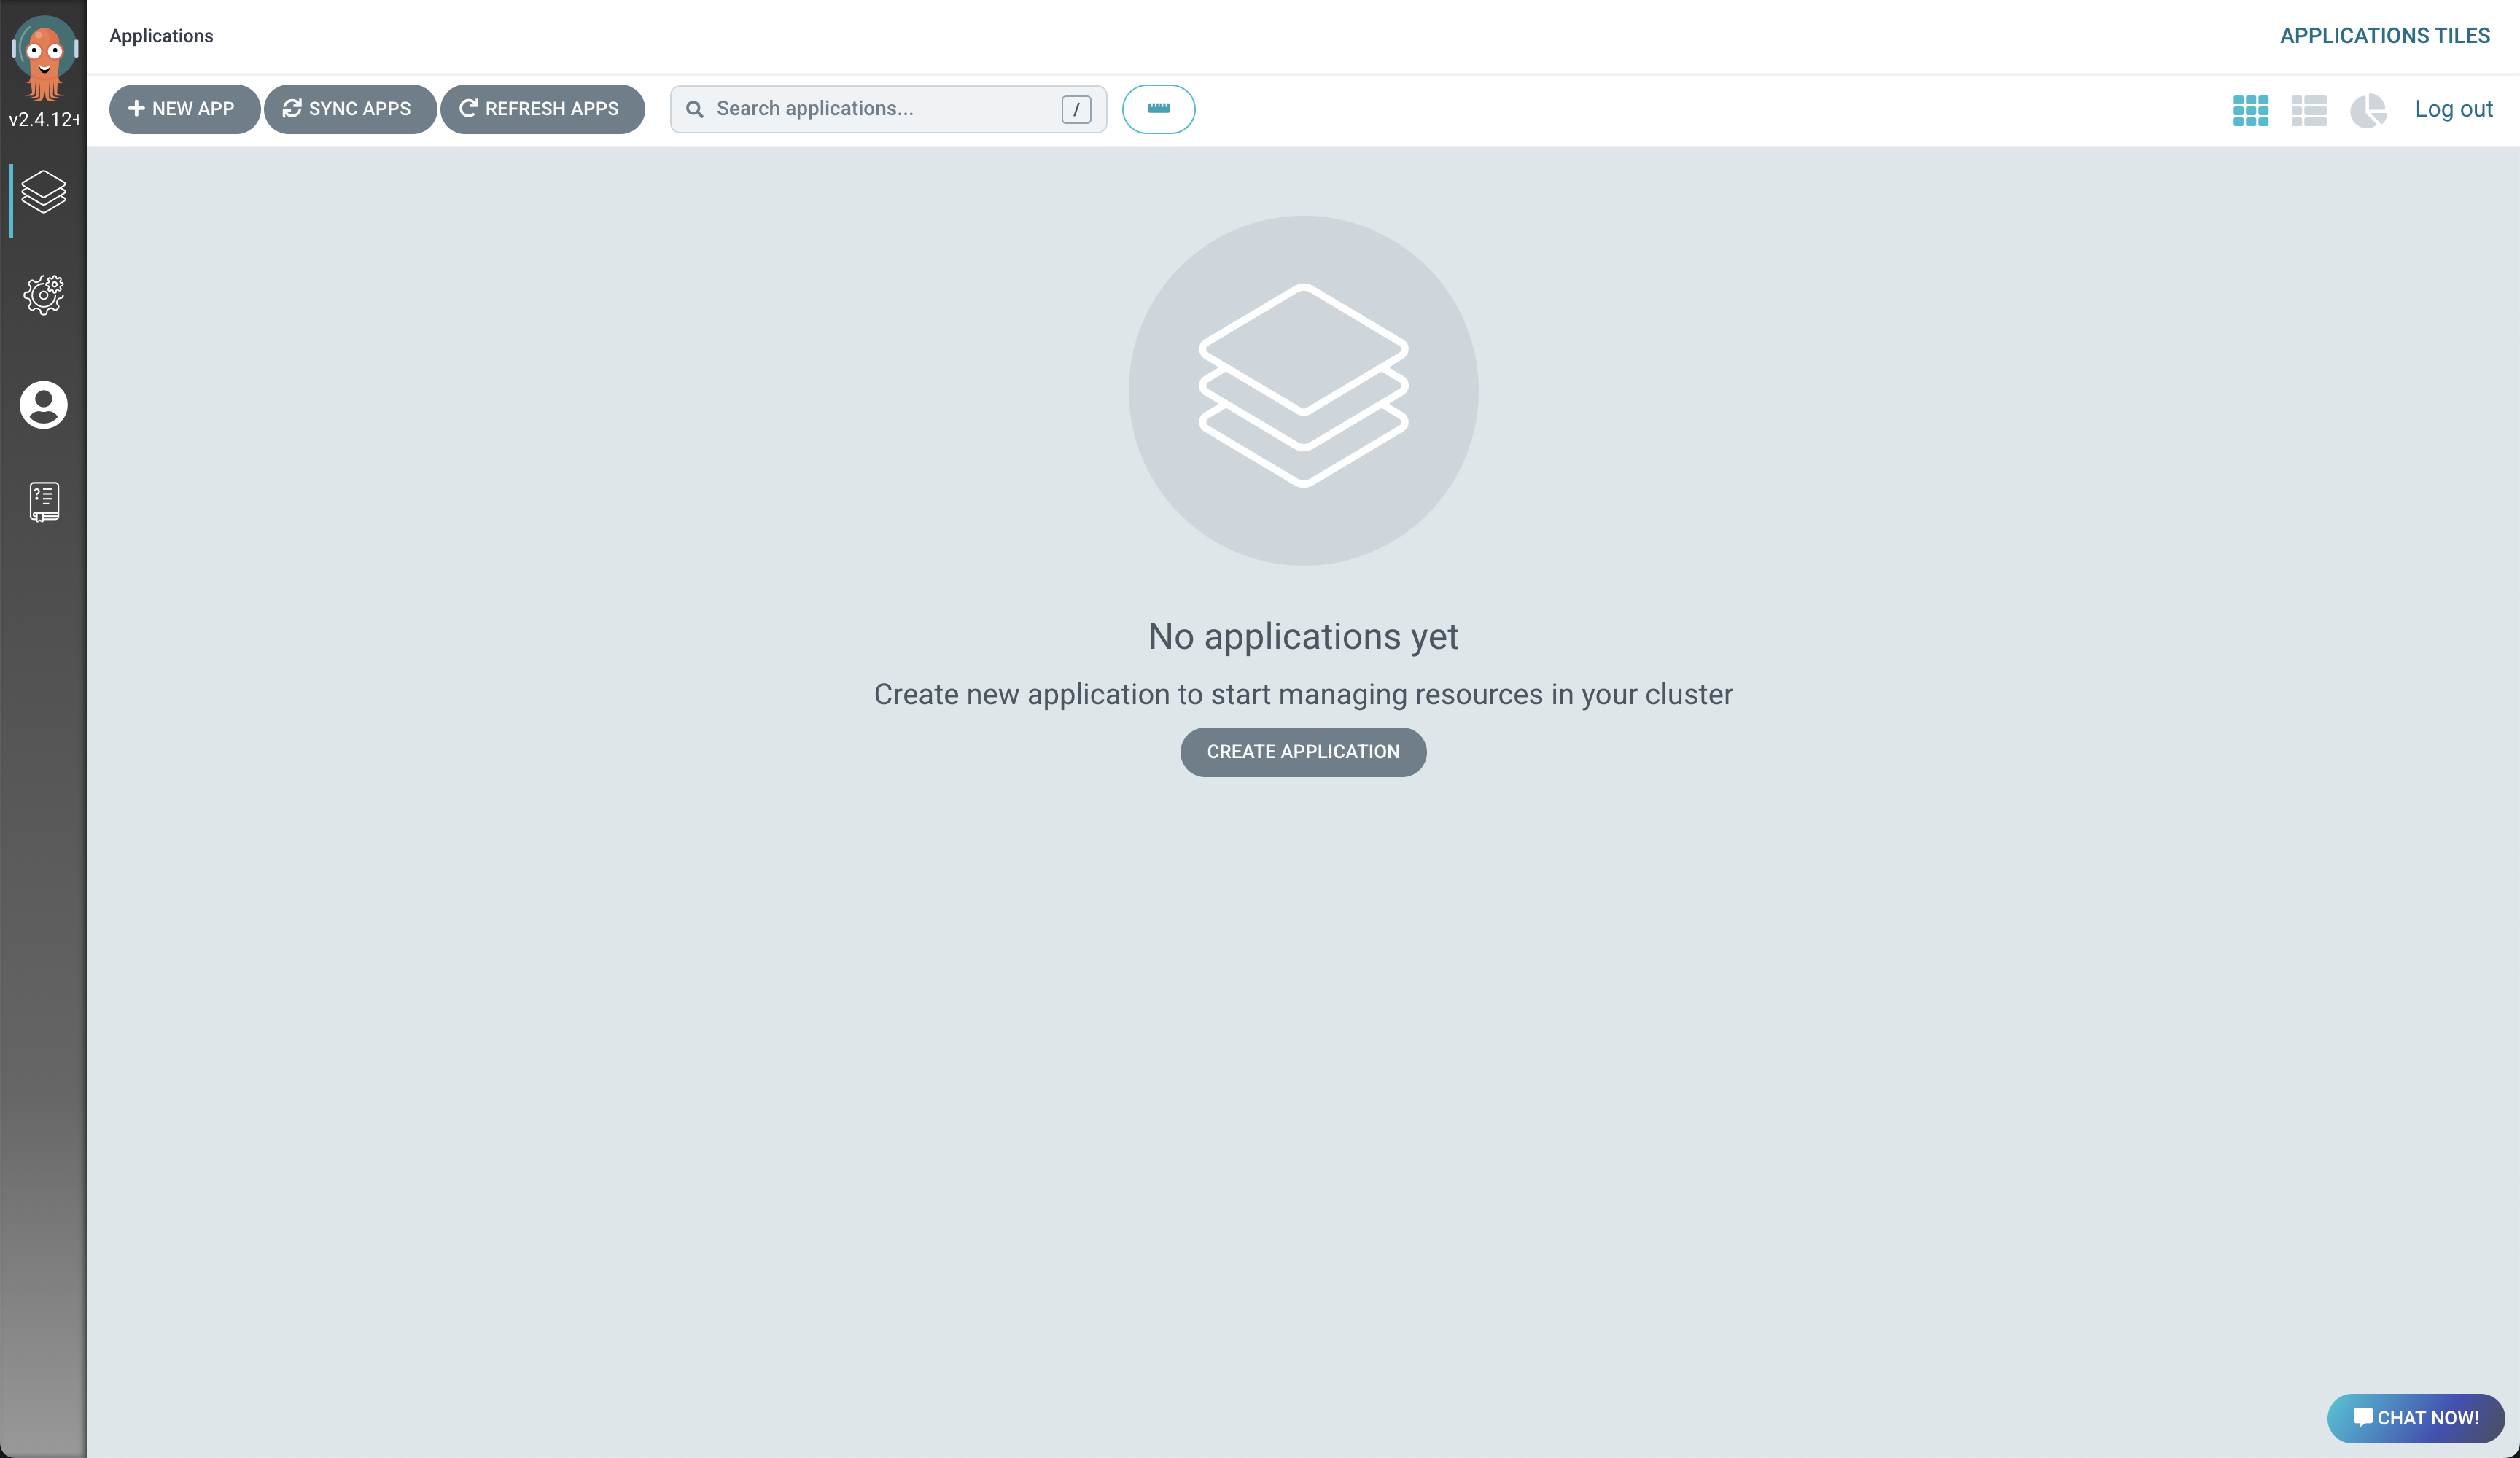 Applications
APPLICATIONS TILES
v2.4.12+
NEW APP
SYNC APPS
REFRESH APPS
Search applications...
/
Log out
No applications yet
Create new application to start managing resources in your cluster
CREATE APPLICATION
CHAT NOW!